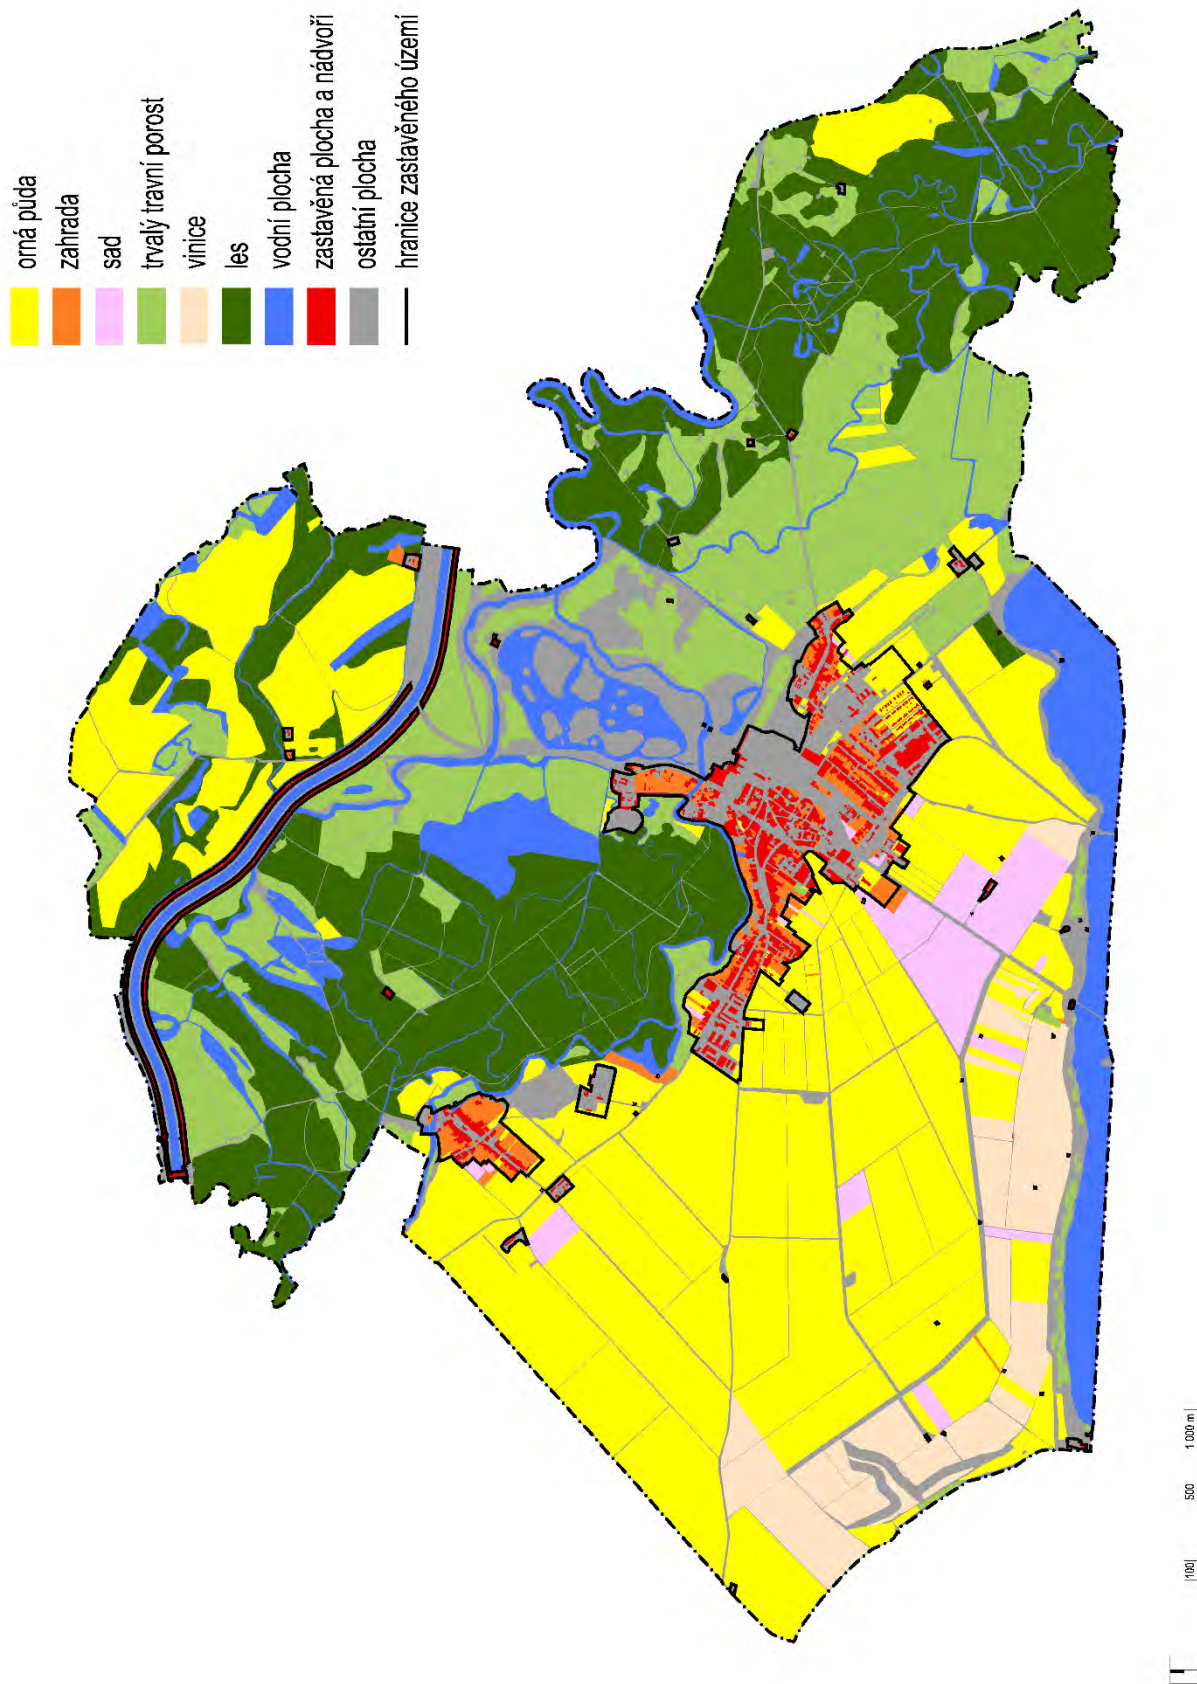 orná půda
zahrada
sad
trvalý travní porost
vinice
les
vodní plocha
zastavěná plocha a nádvoří
ostatní plocha
hranice zastavěného území
|100| 500 1 000 m |